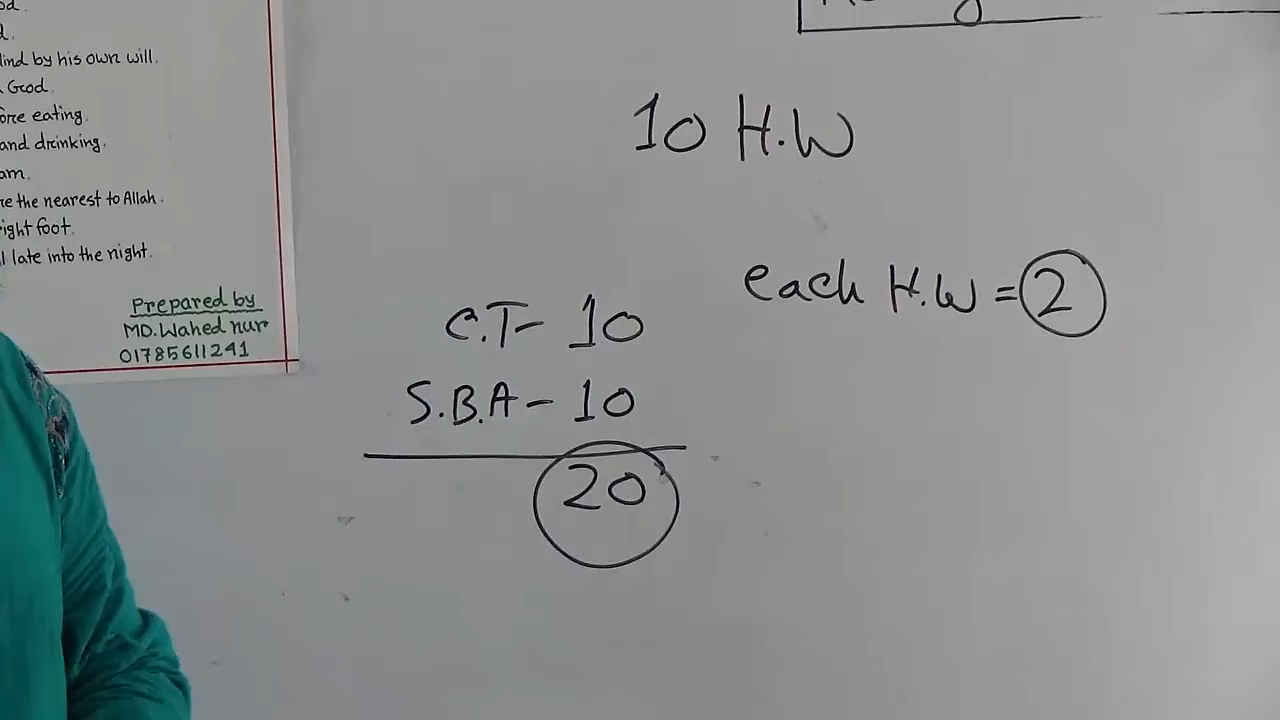 lind by his own will.
God.
ore eating.
and drinking.
am.
re the nearest to Allah.
ight foot.
l late into the night.
Prepared by
MD. Wahed nur
01785611241
10 H.W
each H.W = 2
C.T - 10
S.B.A - 10
20